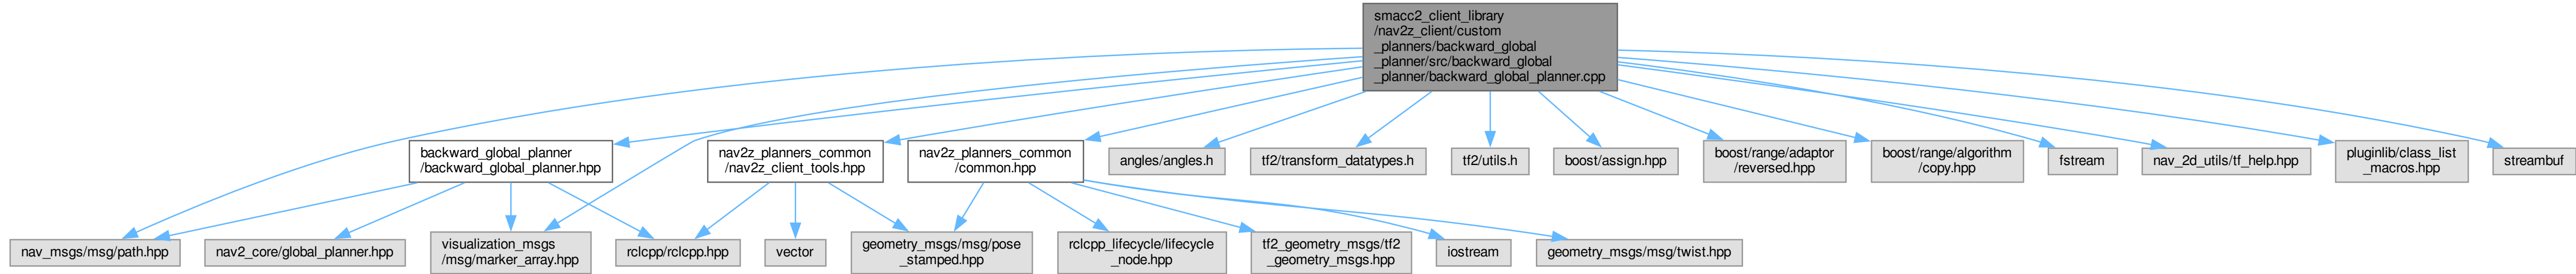 smacc2_client_library
/nav2z_client/custom
_planners/backward_global
_planner/src/backward_global
_planner/backward_global_planner.cpp
backward_global_planner
/backward_global_planner.hpp
nav2z_planners_common
/nav2z_client_tools.hpp
nav2z_planners_common
/common.hpp
angles/angles.h
tf2/transform_datatypes.h
tf2/utils.h
boost/assign.hpp
boost/range/adaptor
/reversed.hpp
boost/range/algorithm
/copy.hpp
fstream
nav_2d_utils/tf_help.hpp
pluginlib/class_list
_macros.hpp
streambuf
nav_msgs/msg/path.hpp
nav2_core/global_planner.hpp
visualization_msgs
/msg/marker_array.hpp
rclcpp/rclcpp.hpp
vector
geometry_msgs/msg/pose
_stamped.hpp
rclcpp_lifecycle/lifecycle
_node.hpp
tf2_geometry_msgs/tf2
_geometry_msgs.hpp
iostream
geometry_msgs/msg/twist.hpp